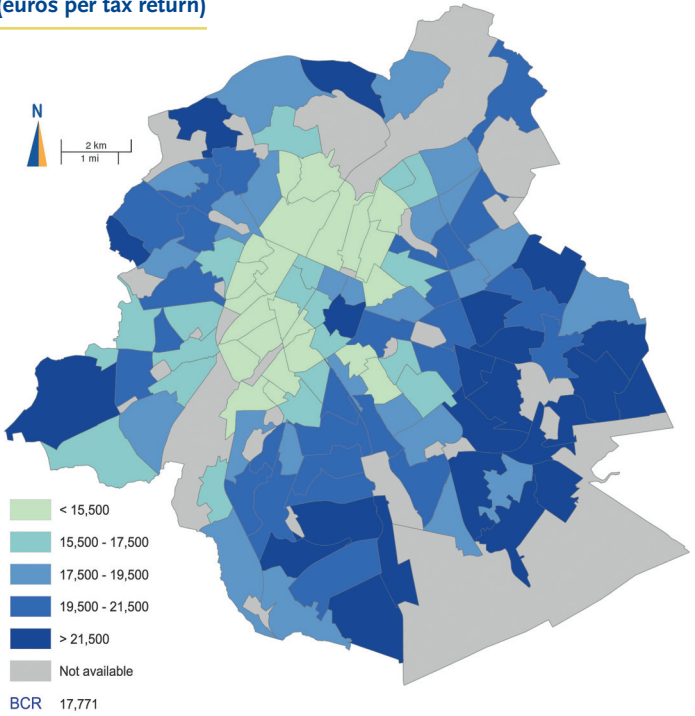 (euros per tax return)
N
2 km
1 mi
< 15,500
15,500 - 17,500
17,500 - 19,500
19,500 - 21,500
> 21,500
Not available
BCR 17,771